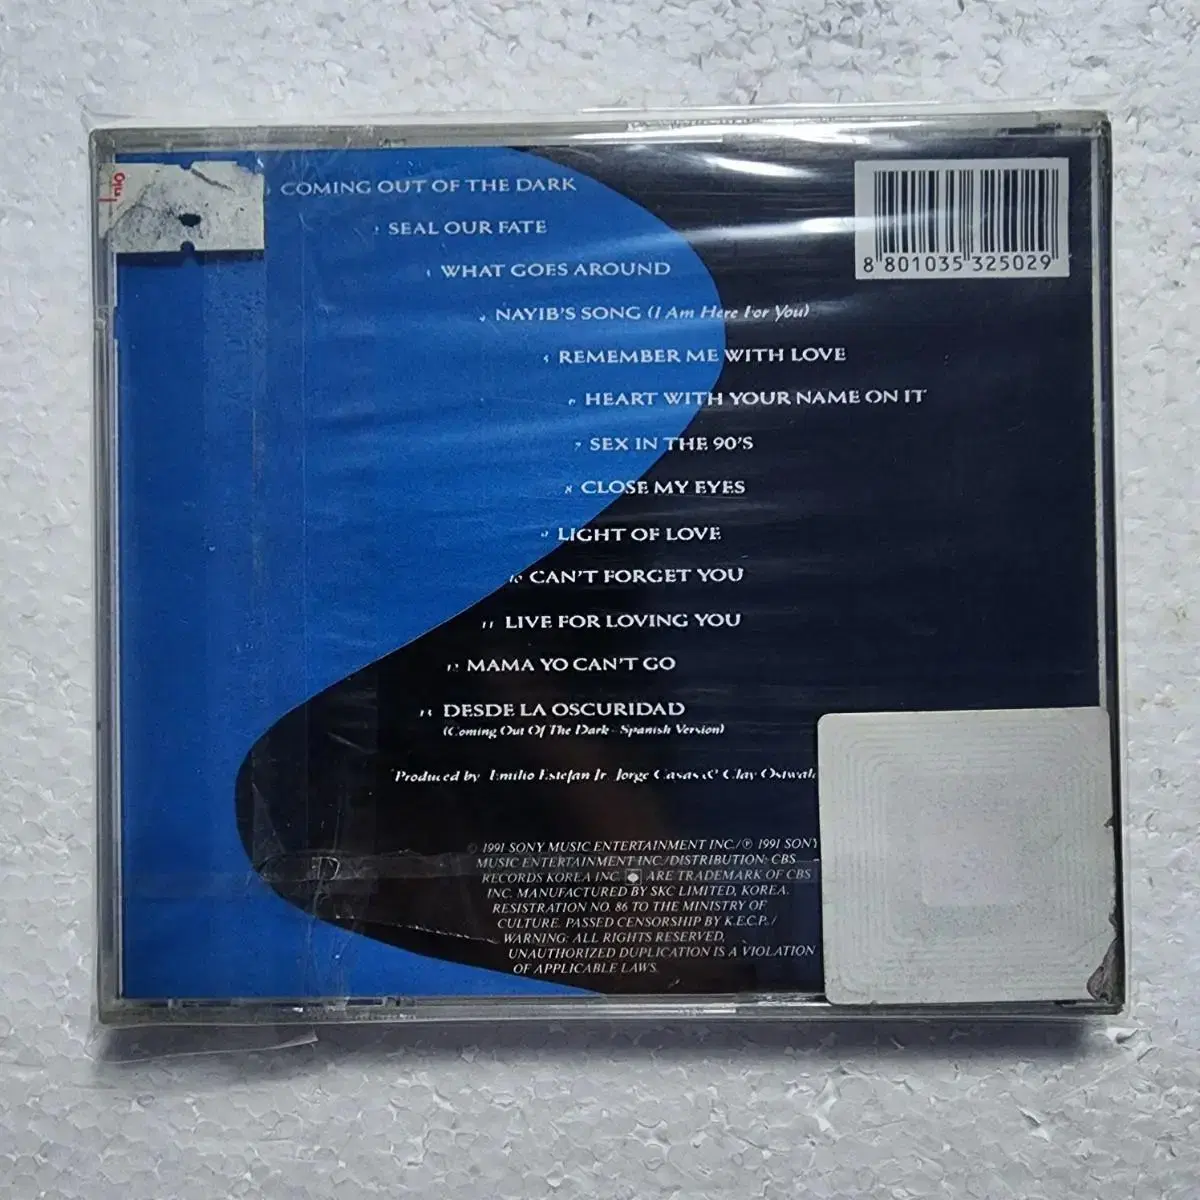 COMING OUT OF THE DARK
SEAL OUR FATE
WHAT GOES AROUND
NAYIB'S SONG (I Am Here For You)
REMEMBER ME WITH LOVE
HEART WITH YOUR NAME ON IT
7 SEX IN THE 90'S
8 CLOSE MY EYES
LIGHT OF LOVE
10 CAN'T FORGET YOU
11 LIVE FOR LOVING YOU
12 MAMA YO CAN'T GO
13 DESDE LA OSCURIDAD
(Coming Out Of The Dark - Spanish Version)
Produced by Emilio Estefan Jr. Jorge Casas & Clay
8 801035 325029
© 1991 SONY MUSIC ENTERTAINMENT INC./℗ 1991 SONY
MUSIC ENTERTAINMENT INC./DISTRIBUTION: CBS
RECORDS KOREA INC. ARE TRADEMARK OF CBS
INC. MANUFACTURED BY SKC LIMITED, KOREA.
RESISTRATION NO. 86 TO THE MINISTRY OF
CULTURE. PASSED CENSORSHIP BY K.E.C.P./
WARNING: ALL RIGHTS RESERVED,
UNAUTHORIZED DUPLICATION IS A VIOLATION
OF APPLICABLE LAWS.